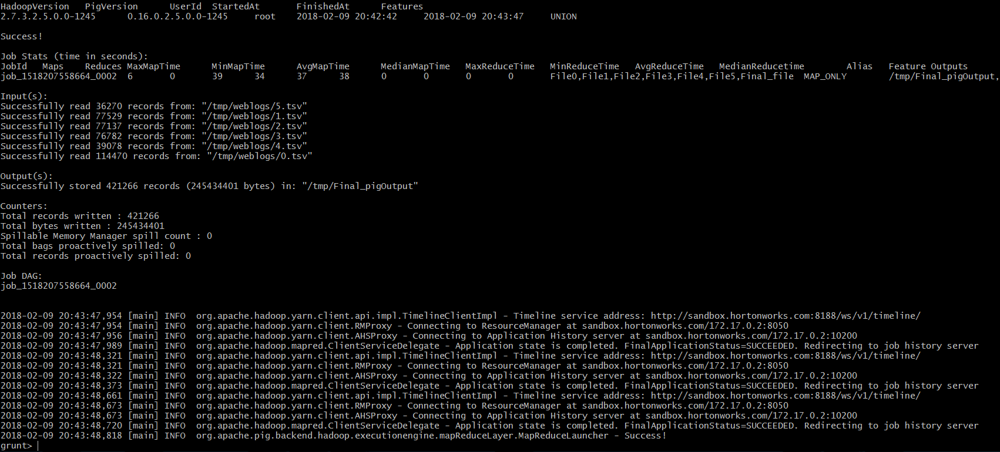 HadoopVersion PigVersion UserId StartedAt FinishedAt Features
2.7.3.2.5.0.0-1245 0.16.0.2.5.0.0-1245 root 2018-02-09 20:42:42 2018-02-09 20:43:47 UNION
Success!
Job Stats (time in seconds):
JobId Maps Reduces MaxMapTime MinMapTime AvgMapTime MedianMapTime MaxReduceTime MinReduceTime AvgReduceTime MedianReducetime Alias Feature Outputs
job_1518207558664_0002 6 0 39 34 37 38 0 0 0 0 File0,File1,File2,File3,File4,File5,Final_file MAP_ONLY /tmp/Final_pigOutput,
Input(s):
Successfully read 36270 records from: "/tmp/weblogs/5.tsv"
Successfully read 77529 records from: "/tmp/weblogs/1.tsv"
Successfully read 77137 records from: "/tmp/weblogs/2.tsv"
Successfully read 76782 records from: "/tmp/weblogs/3.tsv"
Successfully read 39078 records from: "/tmp/weblogs/4.tsv"
Successfully read 114470 records from: "/tmp/weblogs/0.tsv"
Output(s):
Successfully stored 421266 records (245434401 bytes) in: "/tmp/Final_pigOutput"
Counters:
Total records written : 421266
Total bytes written : 245434401
Spillable Memory Manager spill count : 0
Total bags proactively spilled: 0
Total records proactively spilled: 0
Job DAG:
job_1518207558664_0002
2018-02-09 20:43:47,954 [main] INFO org.apache.hadoop.yarn.client.api.impl.TimelineClientImpl - Timeline service address: http://sandbox.hortonworks.com:8188/ws/v1/timeline/
2018-02-09 20:43:47,954 [main] INFO org.apache.hadoop.yarn.client.RMProxy - Connecting to ResourceManager at sandbox.hortonworks.com/172.17.0.2:8050
2018-02-09 20:43:47,956 [main] INFO org.apache.hadoop.yarn.client.AHSProxy - Connecting to Application History server at sandbox.hortonworks.com/172.17.0.2:10200
2018-02-09 20:43:47,989 [main] INFO org.apache.hadoop.mapred.ClientServiceDelegate - Application state is completed. FinalApplicationStatus=SUCCEEDED. Redirecting to job history server
2018-02-09 20:43:48,321 [main] INFO org.apache.hadoop.yarn.client.api.impl.TimelineClientImpl - Timeline service address: http://sandbox.hortonworks.com:8188/ws/v1/timeline/
2018-02-09 20:43:48,321 [main] INFO org.apache.hadoop.yarn.client.RMProxy - Connecting to ResourceManager at sandbox.hortonworks.com/172.17.0.2:8050
2018-02-09 20:43:48,322 [main] INFO org.apache.hadoop.yarn.client.AHSProxy - Connecting to Application History server at sandbox.hortonworks.com/172.17.0.2:10200
2018-02-09 20:43:48,373 [main] INFO org.apache.hadoop.mapred.ClientServiceDelegate - Application state is completed. FinalApplicationStatus=SUCCEEDED. Redirecting to job history server
2018-02-09 20:43:48,661 [main] INFO org.apache.hadoop.yarn.client.api.impl.TimelineClientImpl - Timeline service address: http://sandbox.hortonworks.com:8188/ws/v1/timeline/
2018-02-09 20:43:48,673 [main] INFO org.apache.hadoop.yarn.client.RMProxy - Connecting to ResourceManager at sandbox.hortonworks.com/172.17.0.2:8050
2018-02-09 20:43:48,673 [main] INFO org.apache.hadoop.yarn.client.AHSProxy - Connecting to Application History server at sandbox.hortonworks.com/172.17.0.2:10200
2018-02-09 20:43:48,720 [main] INFO org.apache.hadoop.mapred.ClientServiceDelegate - Application state is completed. FinalApplicationStatus=SUCCEEDED. Redirecting to job history server
2018-02-09 20:43:48,818 [main] INFO org.apache.pig.backend.hadoop.executionengine.mapReduceLayer.MapReduceLauncher - Success!
grunt>